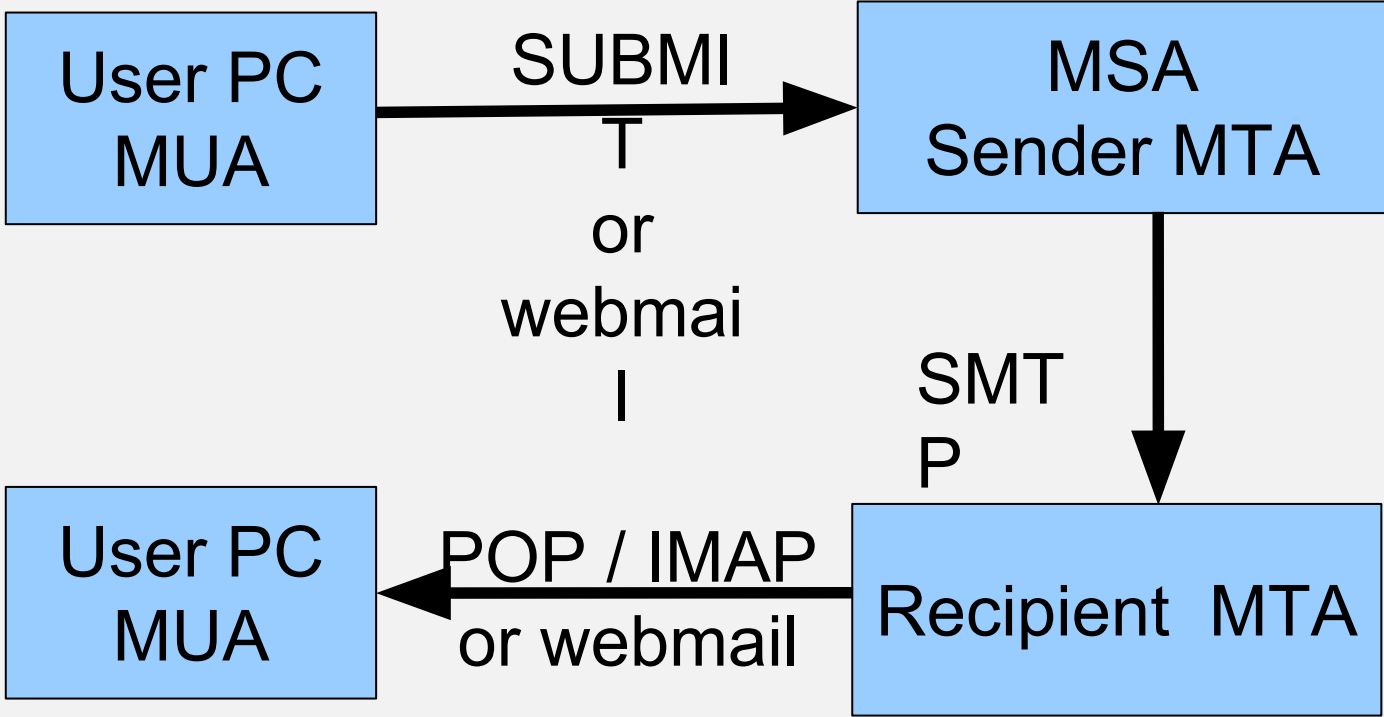 User PC
MUA
SUBMI
T
or
webmai
l
MSA
Sender MTA
SMT
P
User PC
MUA
POP / IMAP
or webmail
Recipient  MTA